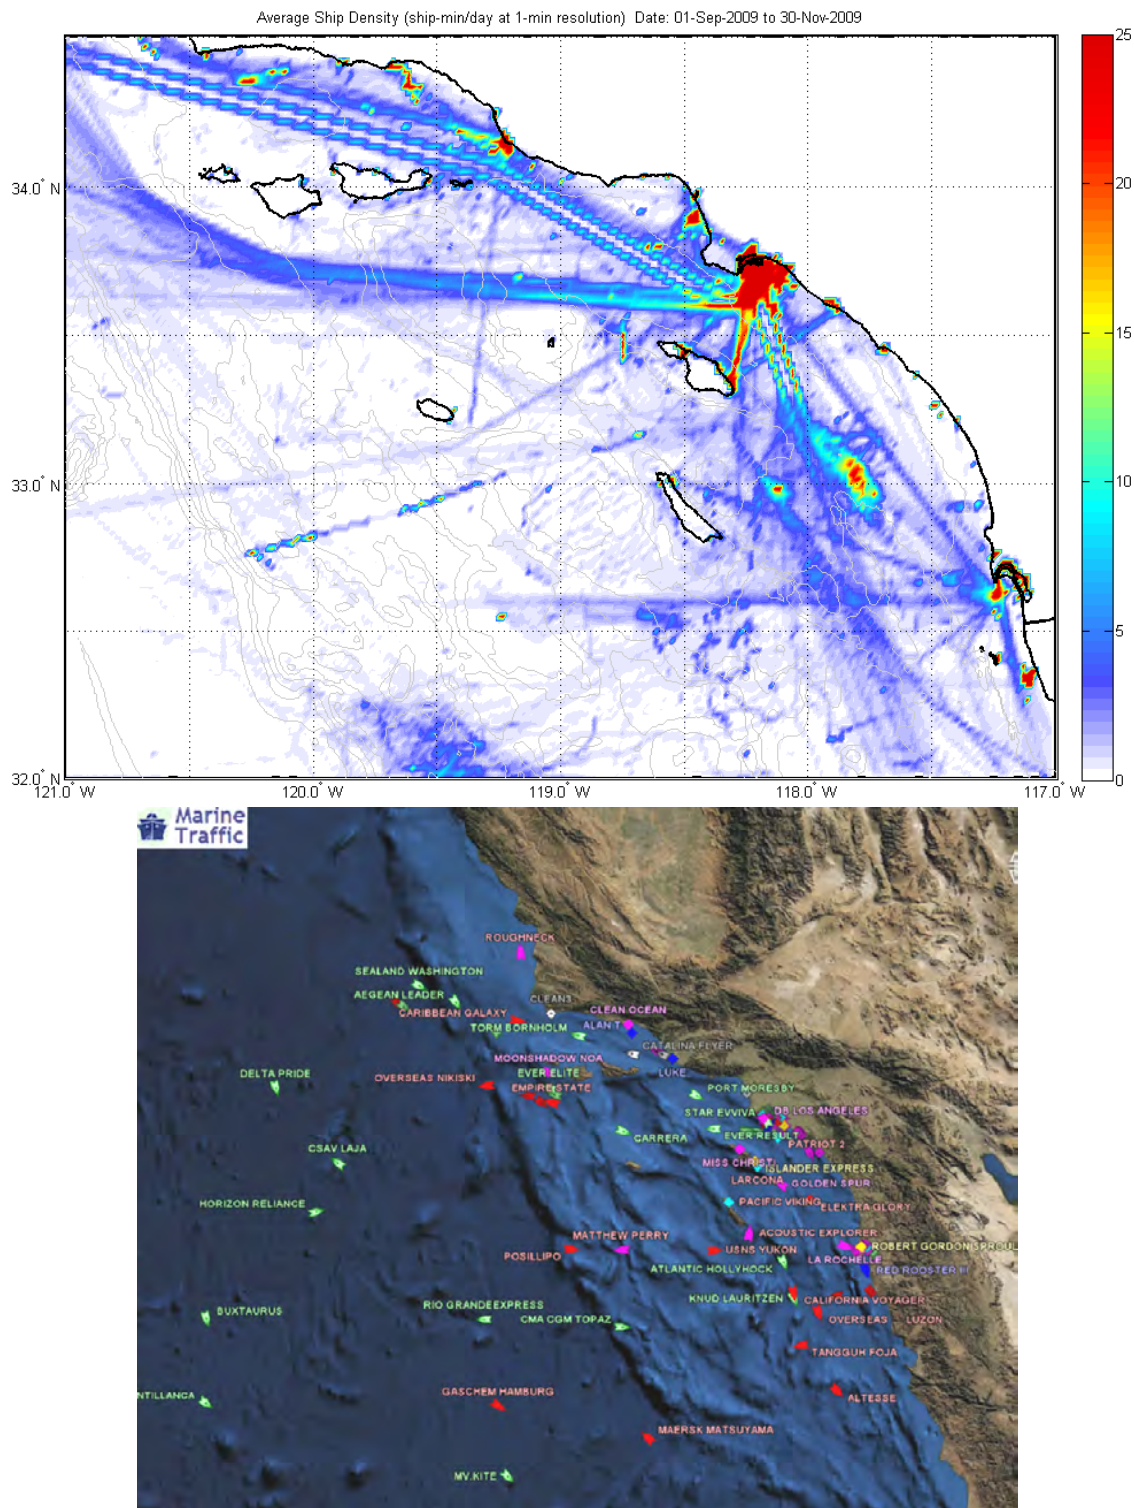 Average Ship Density (ship-min/day at 1-min resolution)  Date: 01-Sep-2009 to 30-Nov-2009
25
20
15
10
5
0
34.0° N
33.0° N
32.0° N
121.0° W
120.0° W
119.0° W
118.0° W
117.0° W
Marine
Traffic
ROUGHNECK
SEALAND WASHINGTON
AEGEAN LEADER
CLEAN3
CARIBBEAN GALAXY
CLEAN OCEAN
TORM BORNHOLM
ALAN T
CATALINA FLYER
MOONSHADOW NOA
LUKE
DELTA PRIDE
EVER ELITE
OVERSEAS NIKISKI
EMPIRE STATE
PORT MORESBY
STAR EVVIVA
DB LOS ANGELES
CARRERA
EVER RESULT
PATRIOT 2
CSAV LAJA
MISS CHRISTI
ISLANDER EXPRESS
LARCONA
GOLDEN SPUR
HORIZON RELIANCE
PACIFIC VIKING
ELEKTRA GLORY
MATTHEW PERRY
ACOUSTIC EXPLORER
POSILLIPO
USNS YUKON
ROBERT GORDON SPROUL
LA ROCHELLE
ATLANTIC HOLLYHOCK
RED ROOSTER III
KNUD LAURITZEN
CALIFORNIA VOYAGER
BUXTAURUS
RIO GRANDE EXPRESS
CMA CGM TOPAZ
OVERSEAS LUZON
TANGGUH FOJA
NTILLANCA
GASCHEM HAMBURG
ALTESSE
MAERSK MATSUYAMA
MV.KITE